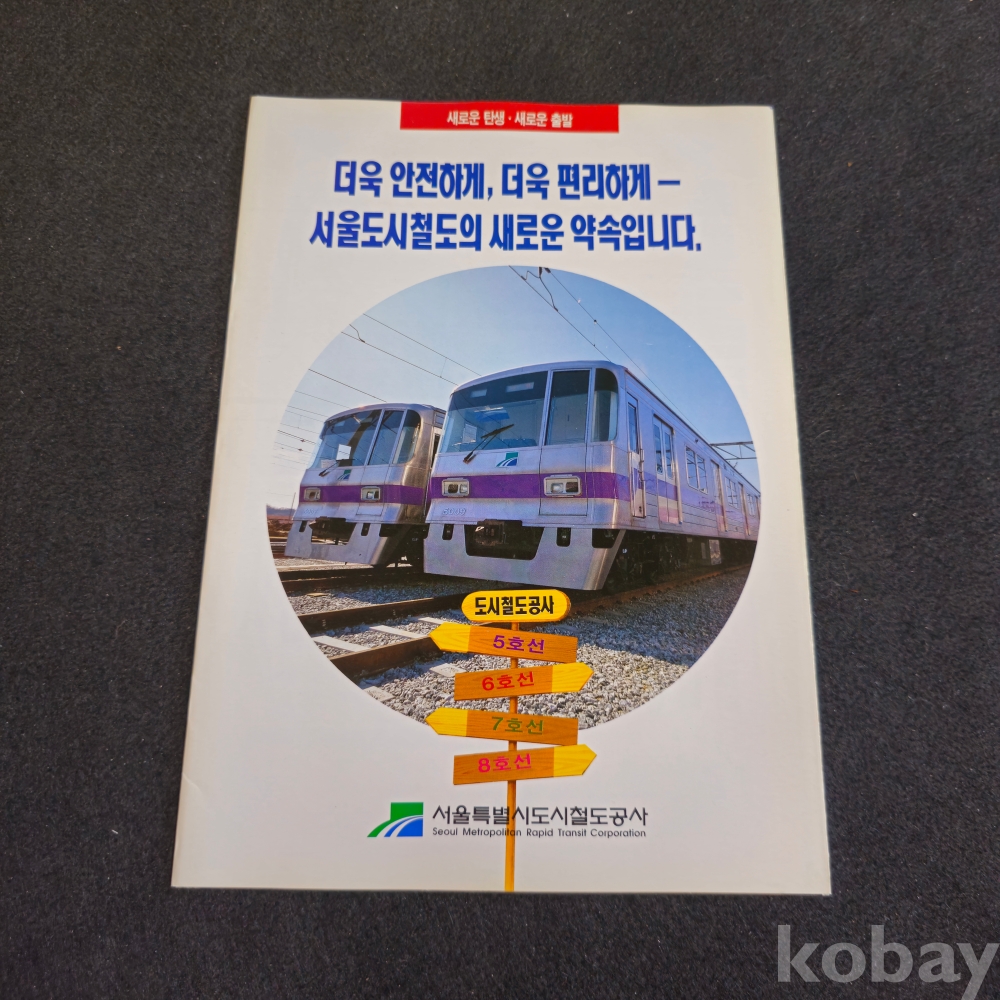 새로운 탄생 · 새로운 출발
더욱 안전하게, 더욱 편리하게 –
서울도시철도의 새로운 약속입니다.
도시철도공사
5호선
6호선
7호선
8호선
서울특별시도시철도공사
Seoul Metropolitan Rapid Transit Corporation
kobay